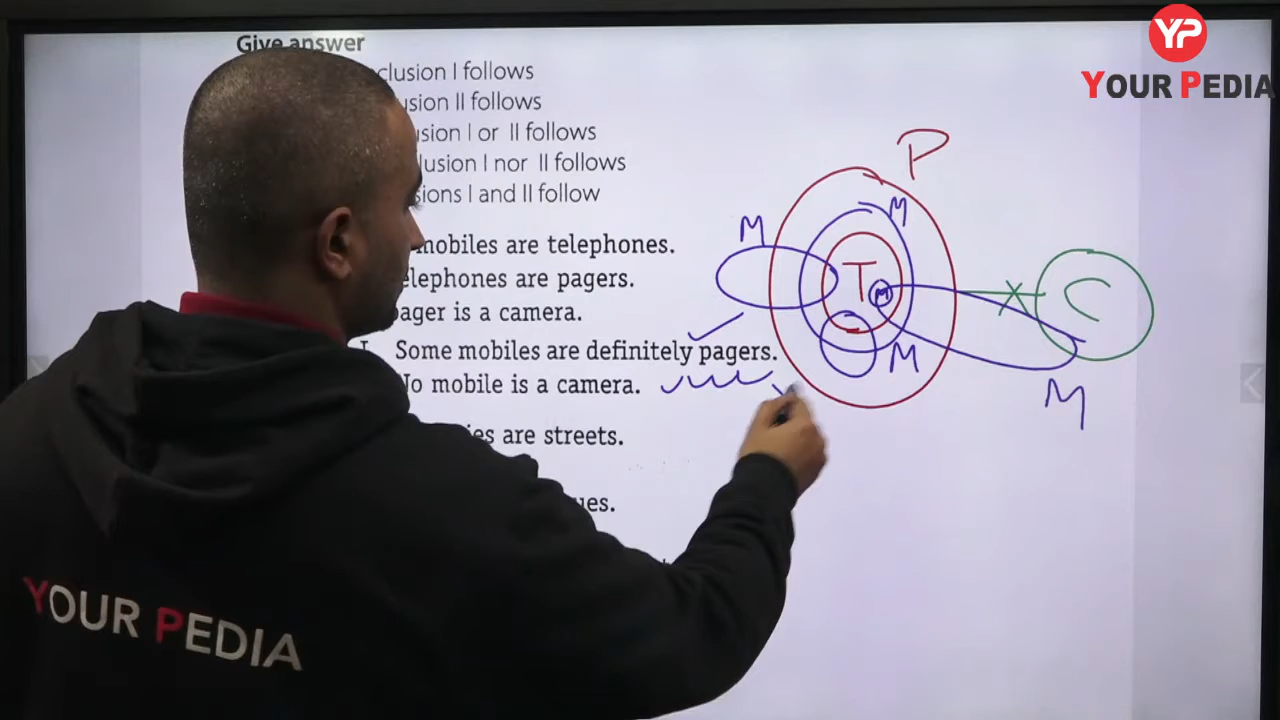 YP
YOUR PEDIA
Give answer
clusion I follows
usion II follows
usion I or II follows
lusion I nor II follows
sions I and II follow
mobiles are telephones.
elephones are pagers.
pager is a camera.
I. Some mobiles are definitely pagers.
No mobile is a camera.
ies are streets.
ues.
P
M
M
T
M
C
M
M
YOUR PEDIA